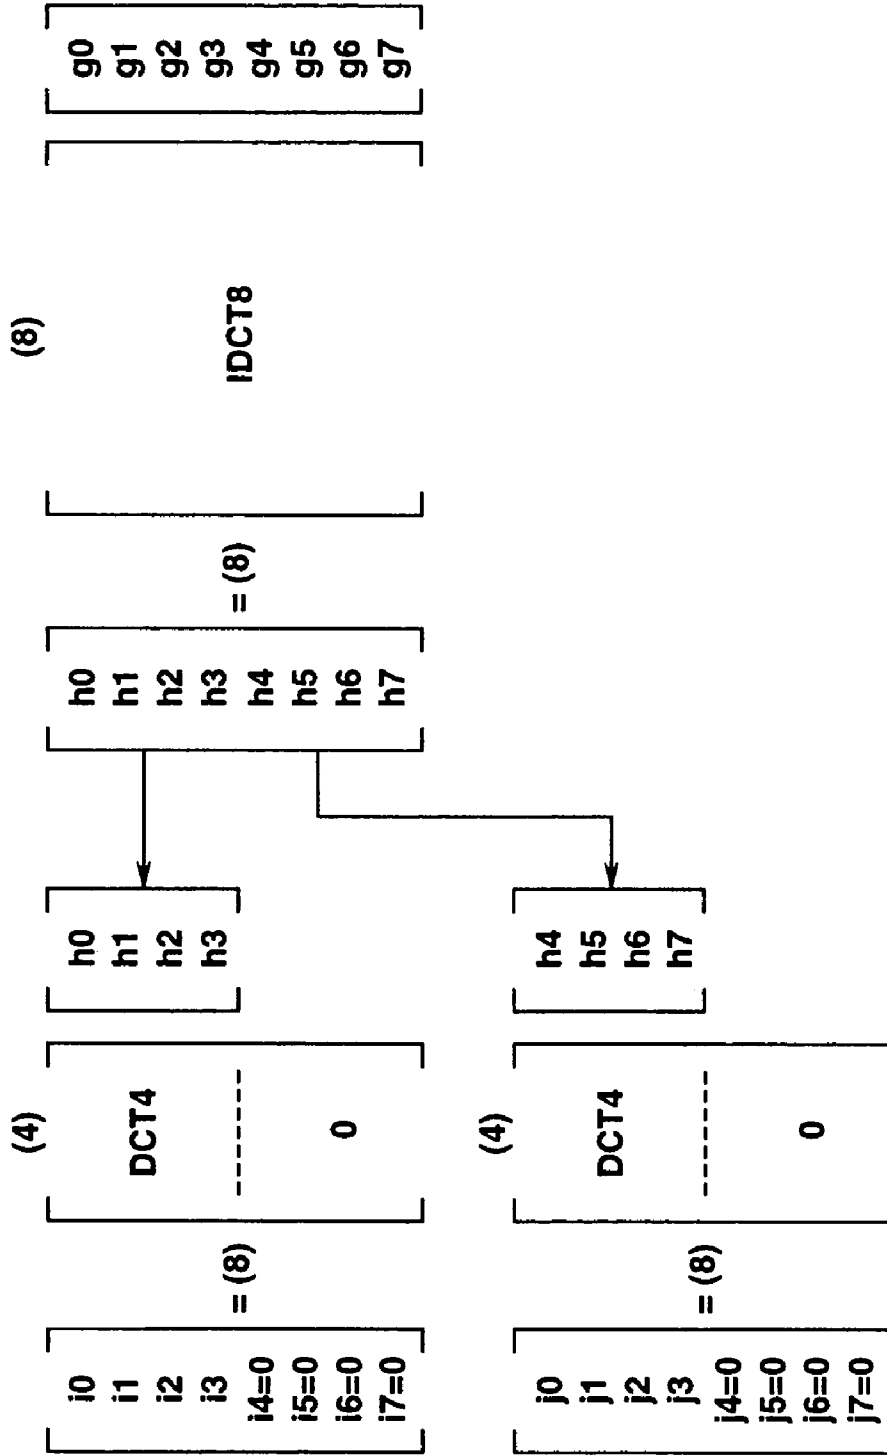 i0
i1
i2
i3
i4=0
i5=0
i6=0
i7=0
= (8)
(4)
DCT4
0
h0
h1
h2
h3
h0
h1
h2
h3
h4
h5
h6
h7
= (8)
(8)
IDCT8
g0
g1
g2
g3
g4
g5
g6
g7
j0
j1
j2
j3
j4=0
j5=0
j6=0
j7=0
= (8)
(4)
DCT4
0
h4
h5
h6
h7